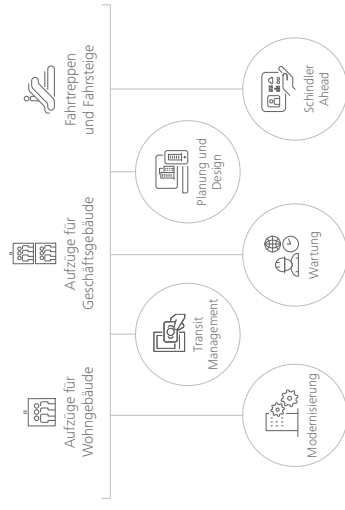 Aufzüge für
Wohngebäude
Aufzüge für
Geschäftsgebäude
Fahrtreppen
und Fahrsteige
Transit
Management
Planung und
Design
Modernisierung
Wartung
Schindler
Ahead